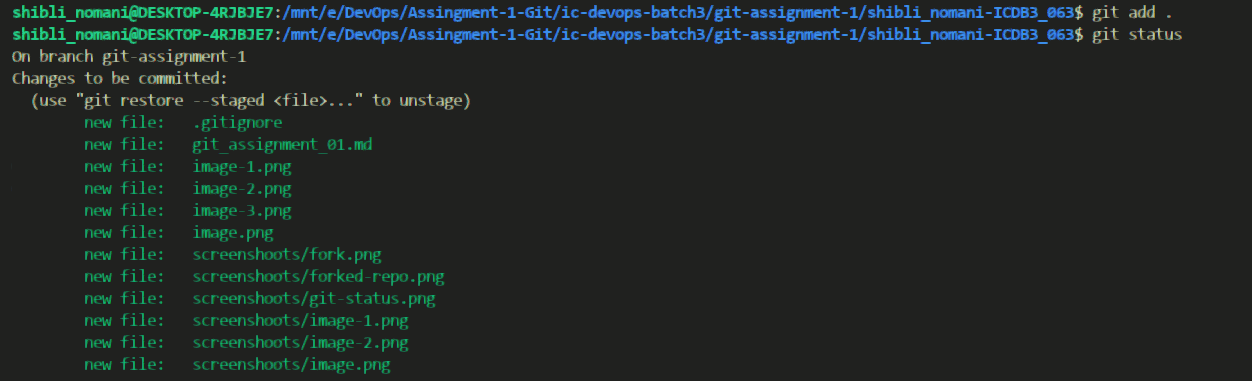 shibli_nomani@DESKTOP-4RJBJE7:/mnt/e/DevOps/Assingment-1-Git/ic-devops-batch3/git-assignment-1/shibli_nomani-ICDB3_063$ git add .
shibli_nomani@DESKTOP-4RJBJE7:/mnt/e/DevOps/Assingment-1-Git/ic-devops-batch3/git-assignment-1/shibli_nomani-ICDB3_063$ git status
On branch git-assignment-1
Changes to be committed:
  (use "git restore --staged <file>..." to unstage)
        new file:   .gitignore
        new file:   git_assignment_01.md
        new file:   image-1.png
        new file:   image-2.png
        new file:   image-3.png
        new file:   image.png
        new file:   screenshoots/fork.png
        new file:   screenshoots/forked-repo.png
        new file:   screenshoots/git-status.png
        new file:   screenshoots/image-1.png
        new file:   screenshoots/image-2.png
        new file:   screenshoots/image.png